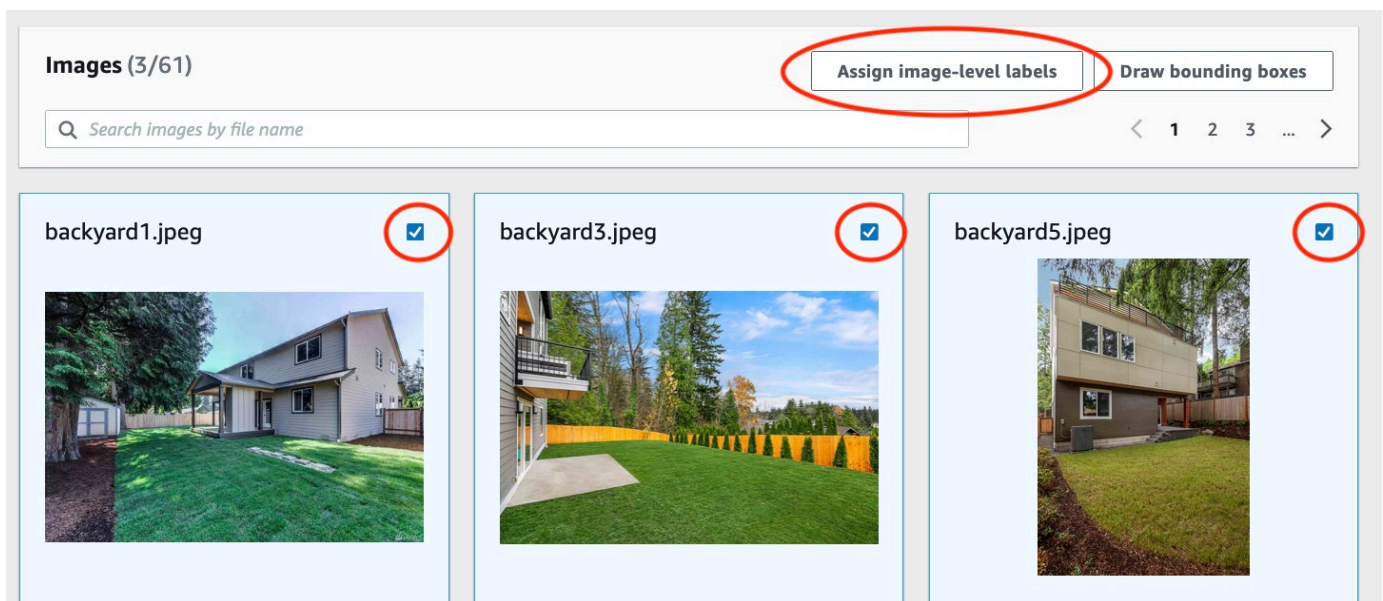 Images (3/61)
Assign image-level labels
Draw bounding boxes
Search images by file name
< 1 2 3 ... >
backyard1.jpeg
backyard3.jpeg
backyard5.jpeg